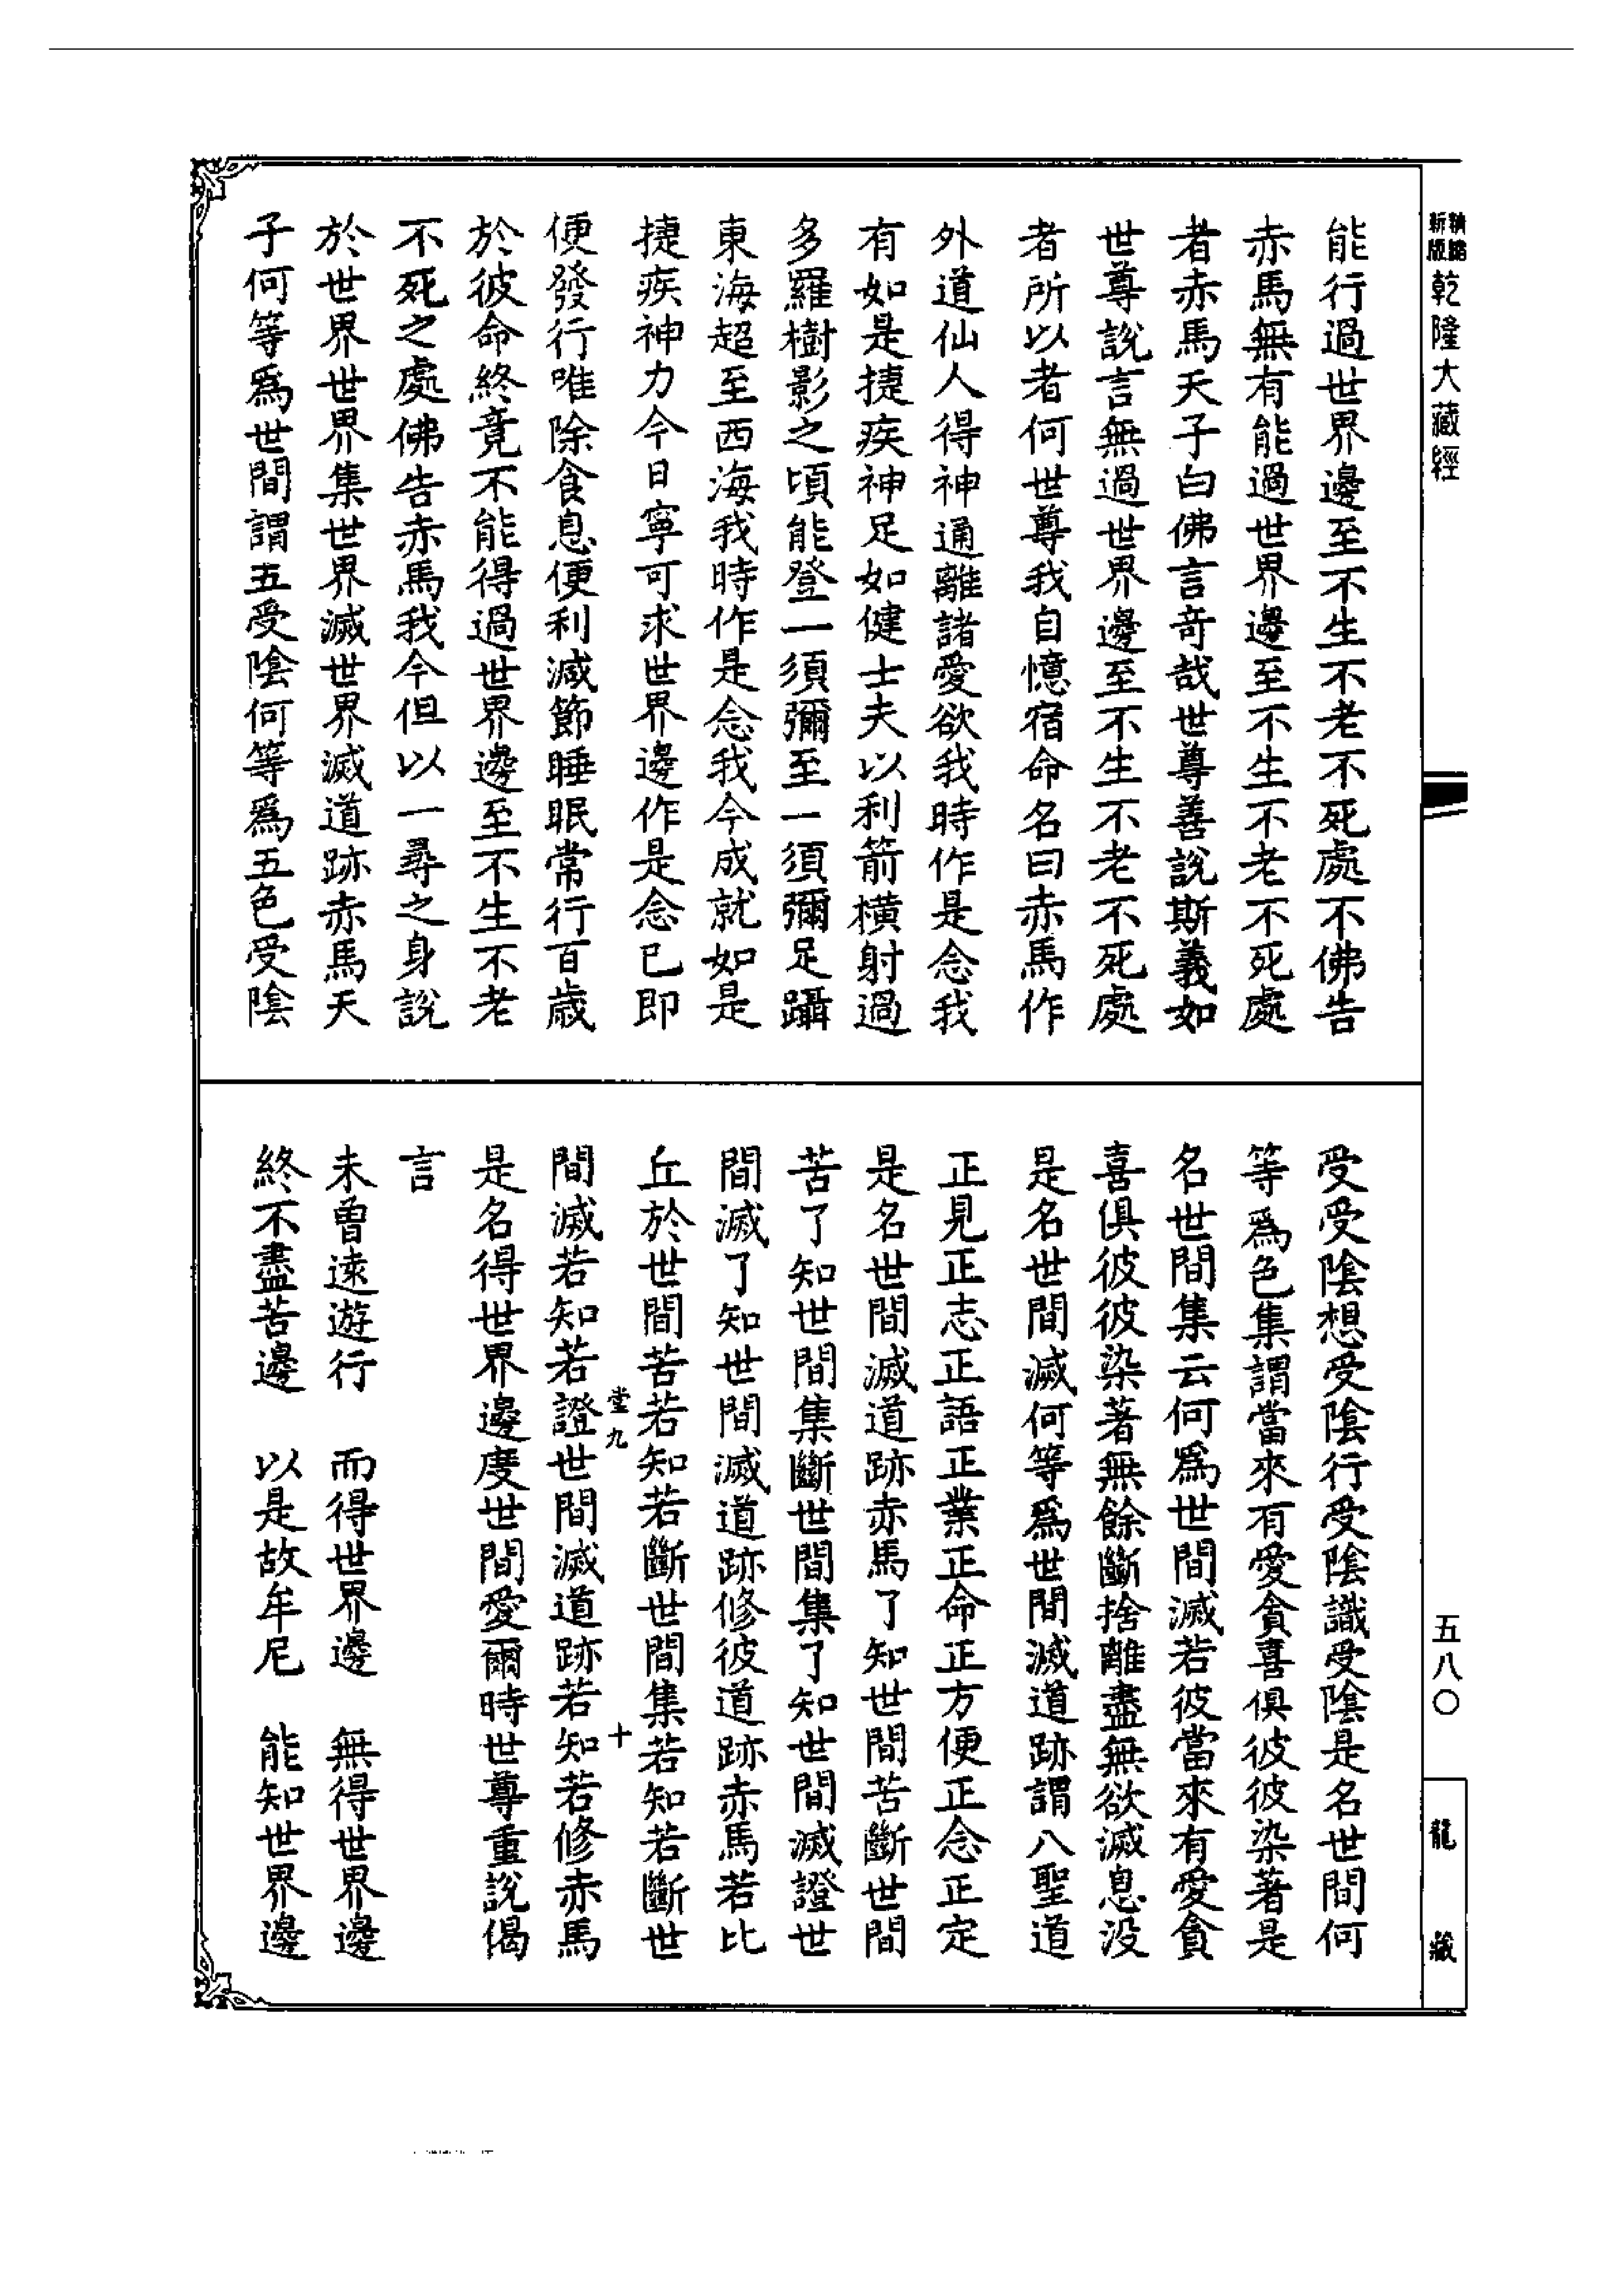 精縮新版乾隆大藏經
能行過世界邊至不生不老不死處不佛告
赤馬無有能過世界邊至不生不老不死處
者赤馬天子白佛言奇哉世尊善說斯義如
世尊說言無過世界邊至不生不老不死處
者所以者何世尊我自憶宿命名曰赤馬作
外道仙人得神通離諸愛欲我時作是念我
有如是捷疾神足如健士夫以利箭橫射過
多羅樹影之頃能登一須彌至一須彌足躡
東海超至西海我時作是念我今成就如是
捷疾神力今日寧可求世界邊作是念已即
便發行唯除食息便利減節睡眠常行百歲
於彼命終竟不能得過世界邊至不生不老
不死之處佛告赤馬我今但以一尋之身說
於世界世界集世界滅世界滅道跡赤馬天
子何等爲世間謂五受陰何等爲五色受陰
受受陰想受陰行受陰識受陰是名世間何
等爲色集謂當來有愛貪喜俱彼彼染著是
名世間集云何爲世間滅若彼當來有愛貪
喜俱彼彼染著無餘斷捨離盡無欲滅息沒
是名世間滅何等爲世間滅道跡謂八聖道
正見正志正語正業正命正方便正念正定
是名世間滅道跡赤馬了知世間苦斷世間
苦了知世間集斷世間集了知世間滅證世
間滅了知世間滅道跡修彼道跡赤馬若比
丘於世間苦若知若斷世間集若知若斷世
堂九 十
間滅若知若證世間滅道跡若知若修赤馬
是名得世界邊度世間愛爾時世尊重說偈
言
未曾遠遊行 而得世界邊 無得世界邊
終不盡苦邊 以是故牟尼 能知世界邊
五八〇
龍藏